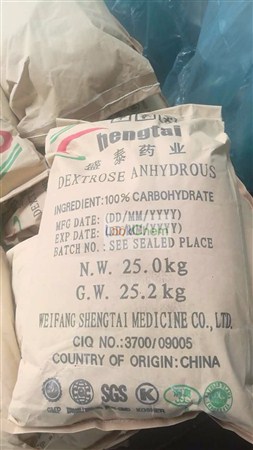 hengtai
盛泰药业
DEXTROSE ANHYDROUS
INGREDIENT: 100% CARBOHYDRATE
MFG DATE: (DD/MM/YYYY)
EXP DATE: (DD/MM/YYYY)
BATCH NO.: SEE SEALED PLACE
N.W. 25.0kg
G.W. 25.2kg
WEIFANG SHENGTAI MEDICINE CO., LTD.
CIQ NO.: 3700/09005
COUNTRY OF ORIGIN: CHINA
SGS K